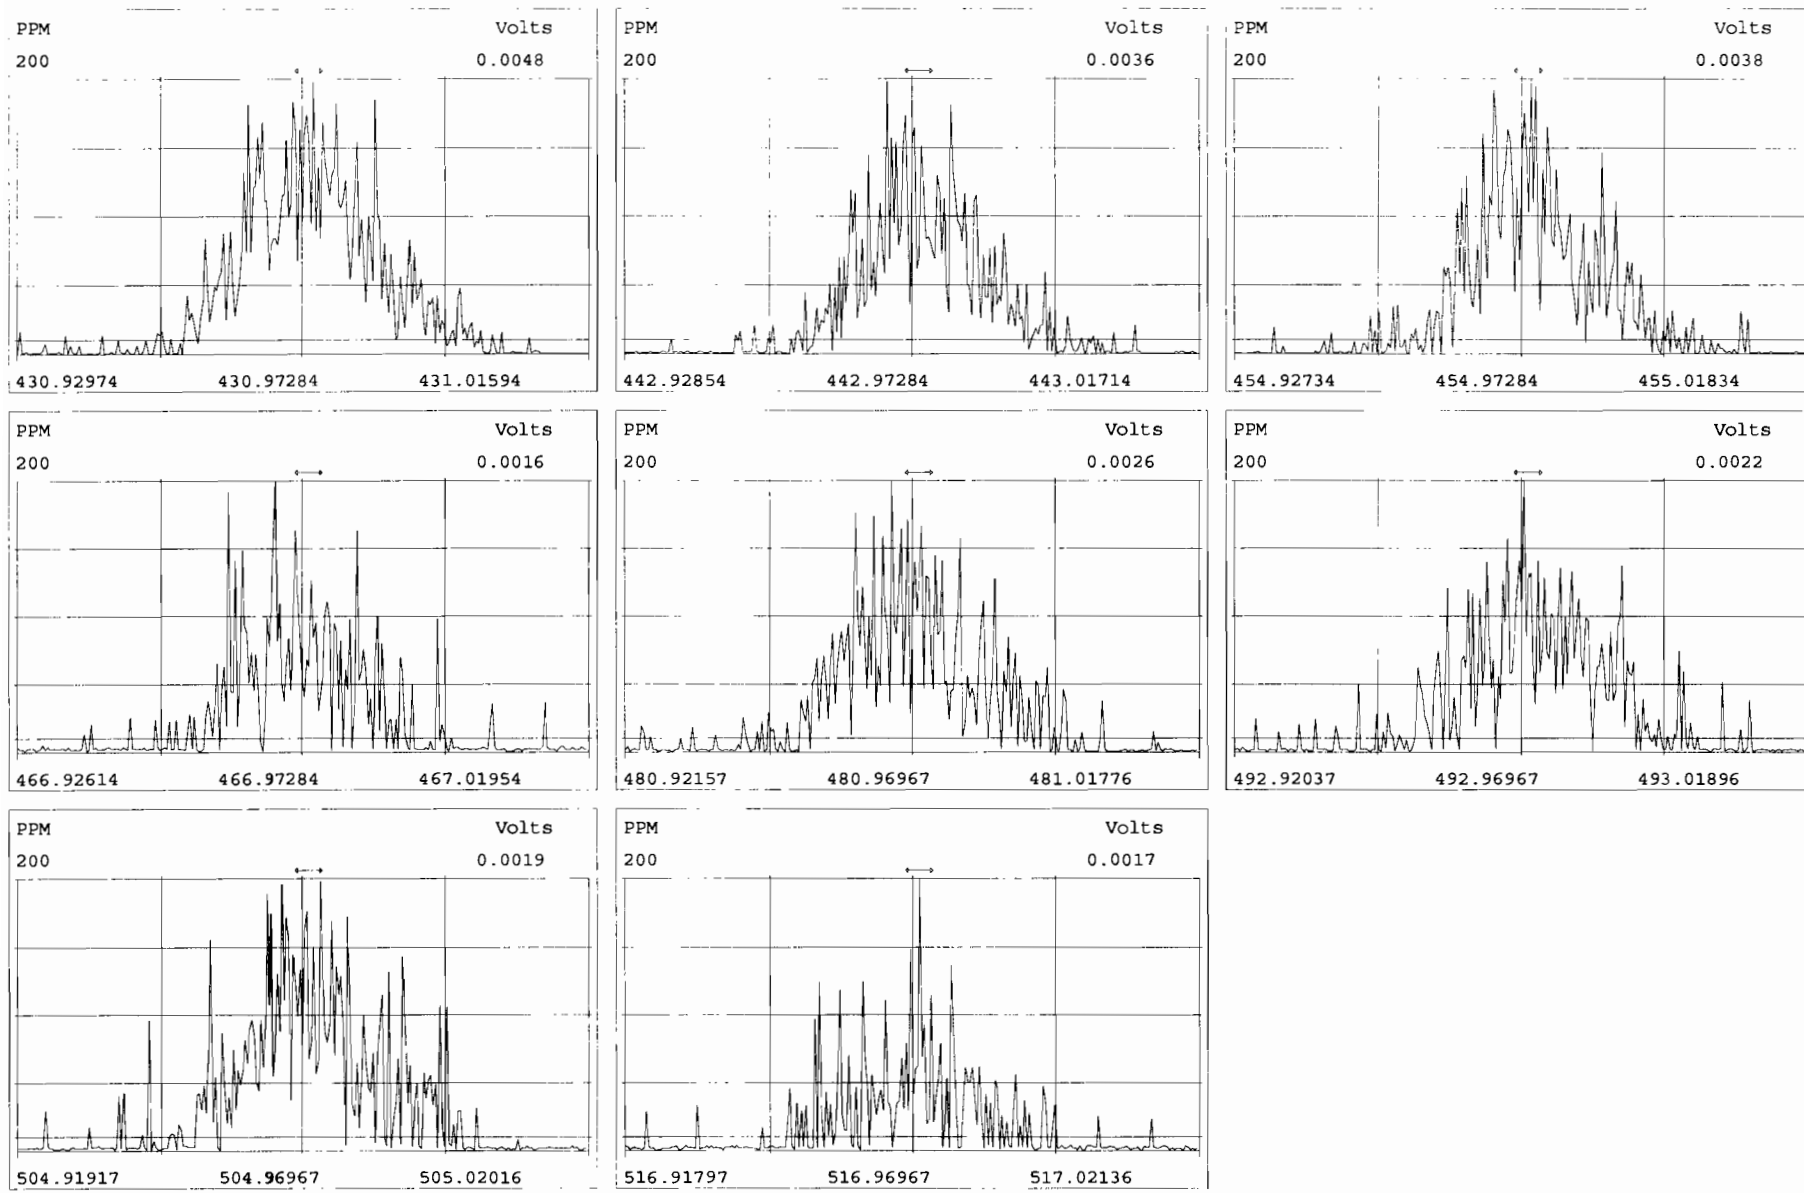 PPM Volts
200 0.0048
430.92974 430.97284 431.01594
PPM Volts
200 0.0036
442.92854 442.97284 443.01714
PPM Volts
200 0.0038
454.92734 454.97284 455.01834
PPM Volts
200 0.0016
466.92614 466.97284 467.01954
PPM Volts
200 0.0026
480.92157 480.96967 481.01776
PPM Volts
200 0.0022
492.92037 492.96967 493.01896
PPM Volts
200 0.0019
504.91917 504.96967 505.02016
PPM Volts
200 0.0017
516.91797 516.96967 517.02136